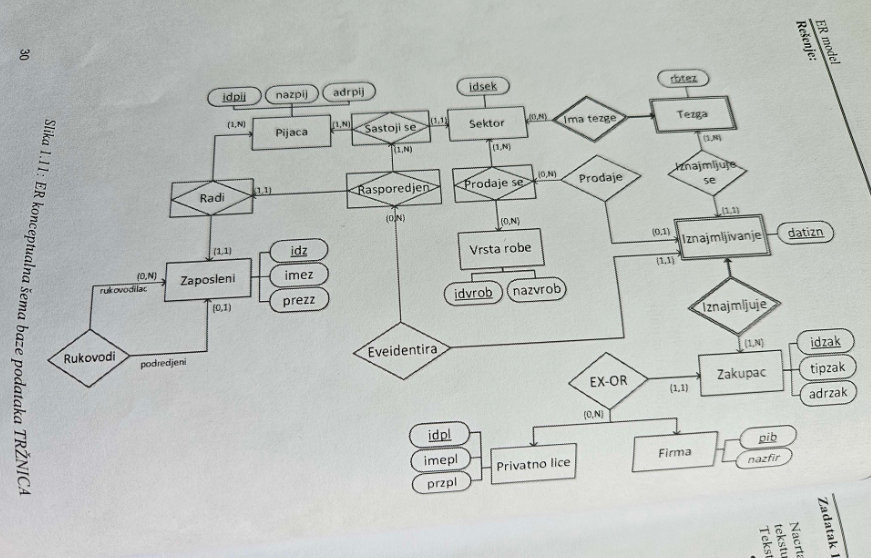 ER model
Rešenje:
idpij
nazpij
adrpij
Pijaca
(1,N)
(1,N)
Sastoji se
(1,1)
(1,N)
idsek
Sektor
(0,N)
(1,N)
Ima tezge
rbtez
Tezga
(1,N)
Iznajmljuje
se
(1,1)
Radi
(1,1)
Rasporedjen
(0,N)
Prodaje se
(0,N)
(0,N)
Prodaje
(0,1)
Iznajmljivanje
(1,1)
datizn
Vrsta robe
idvrob
nazvrob
(1,1)
Zaposleni
idz
imez
prezz
(0,N)
rukovodilac
(0,1)
Rukovodi
podredjeni
Eveidentira
Iznajmljuje
(1,N)
Zakupac
idzak
tipzak
adrzak
EX-OR
(1,1)
(0,N)
idpl
imepl
przpl
Privatno lice
Firma
pib
nazfir
Slika 1.11: ER konceptualna šema baze podataka TRŽNICA
30
Zadatak